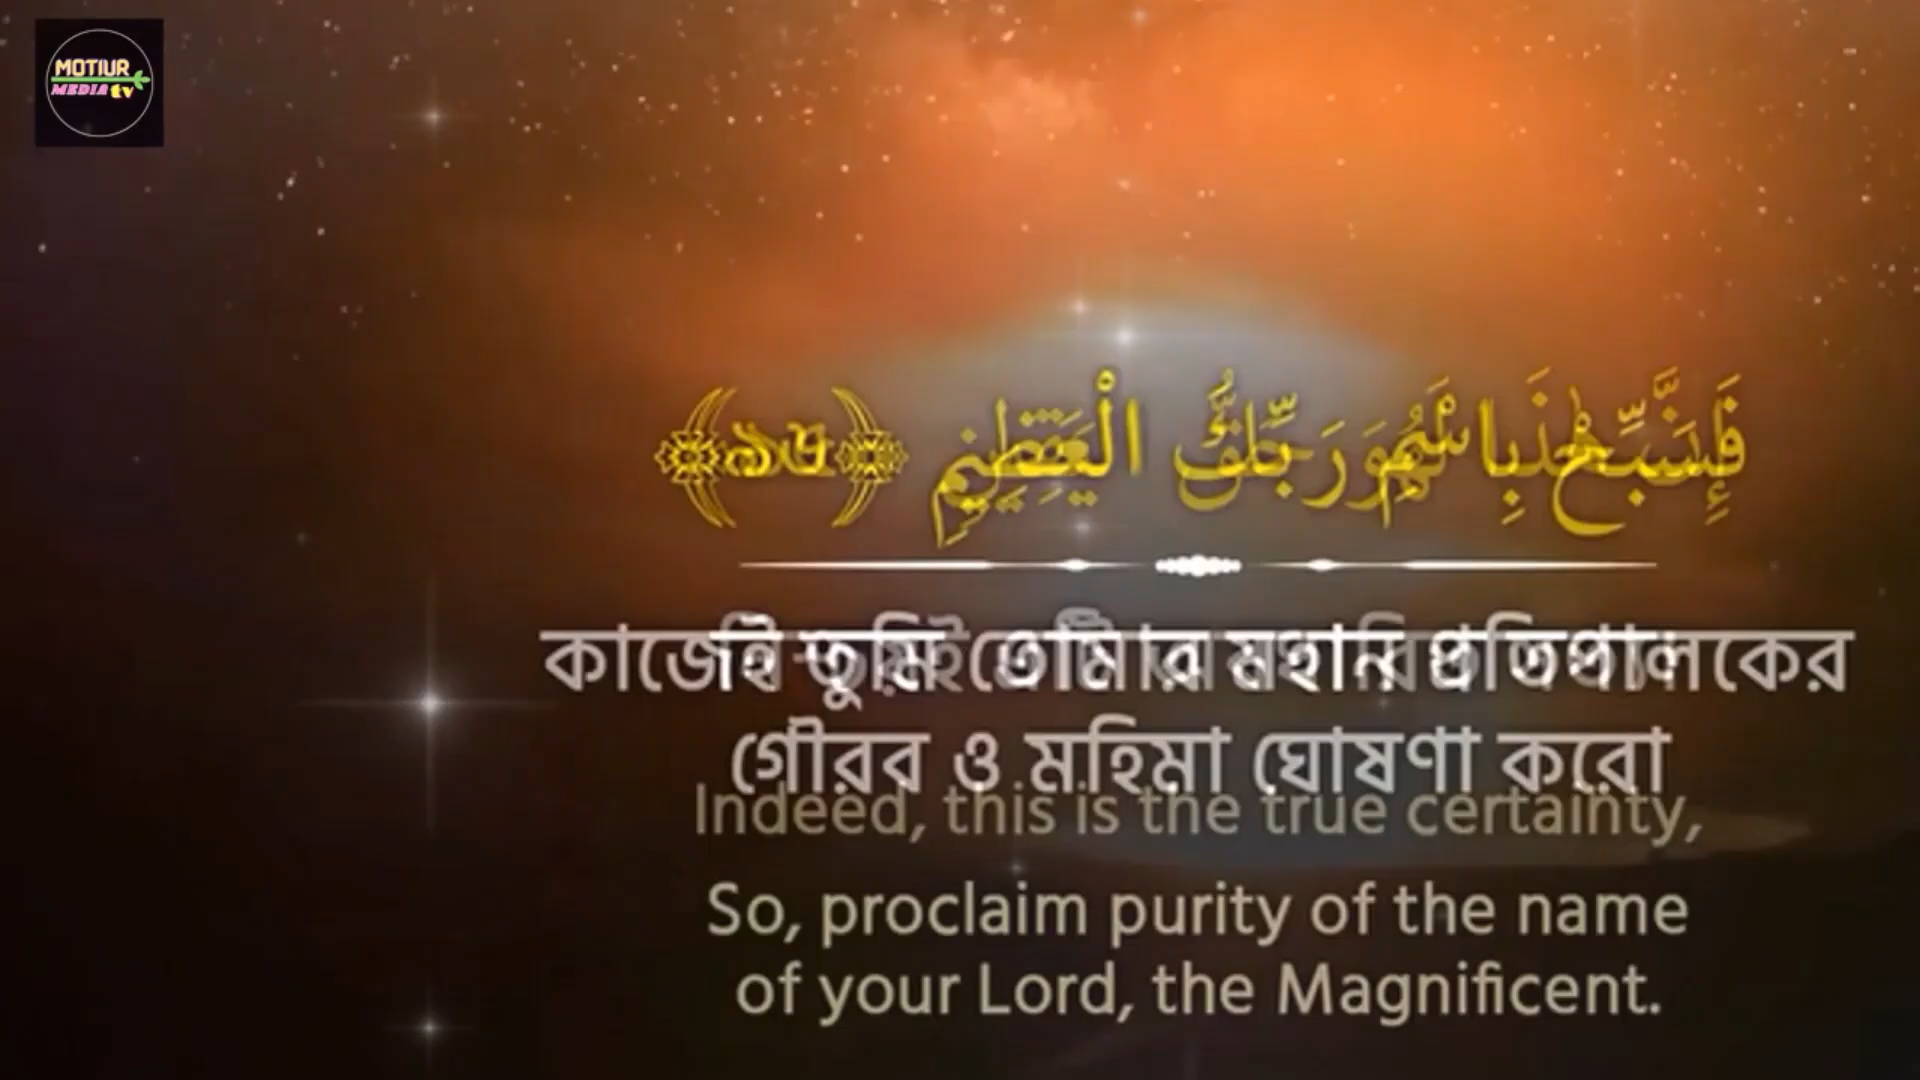 MOTIUR
MEDIA tv
فَسَبِّحْ بِاسْمِ رَبِّكَ الْعَظِيمِ
কাজেই তুমি তোমার মহান প্রতিপালকের
গৌরব ও মহিমা ঘোষণা করো
Indeed, this is the true certainty,
So, proclaim purity of the name
of your Lord, the Magnificent.